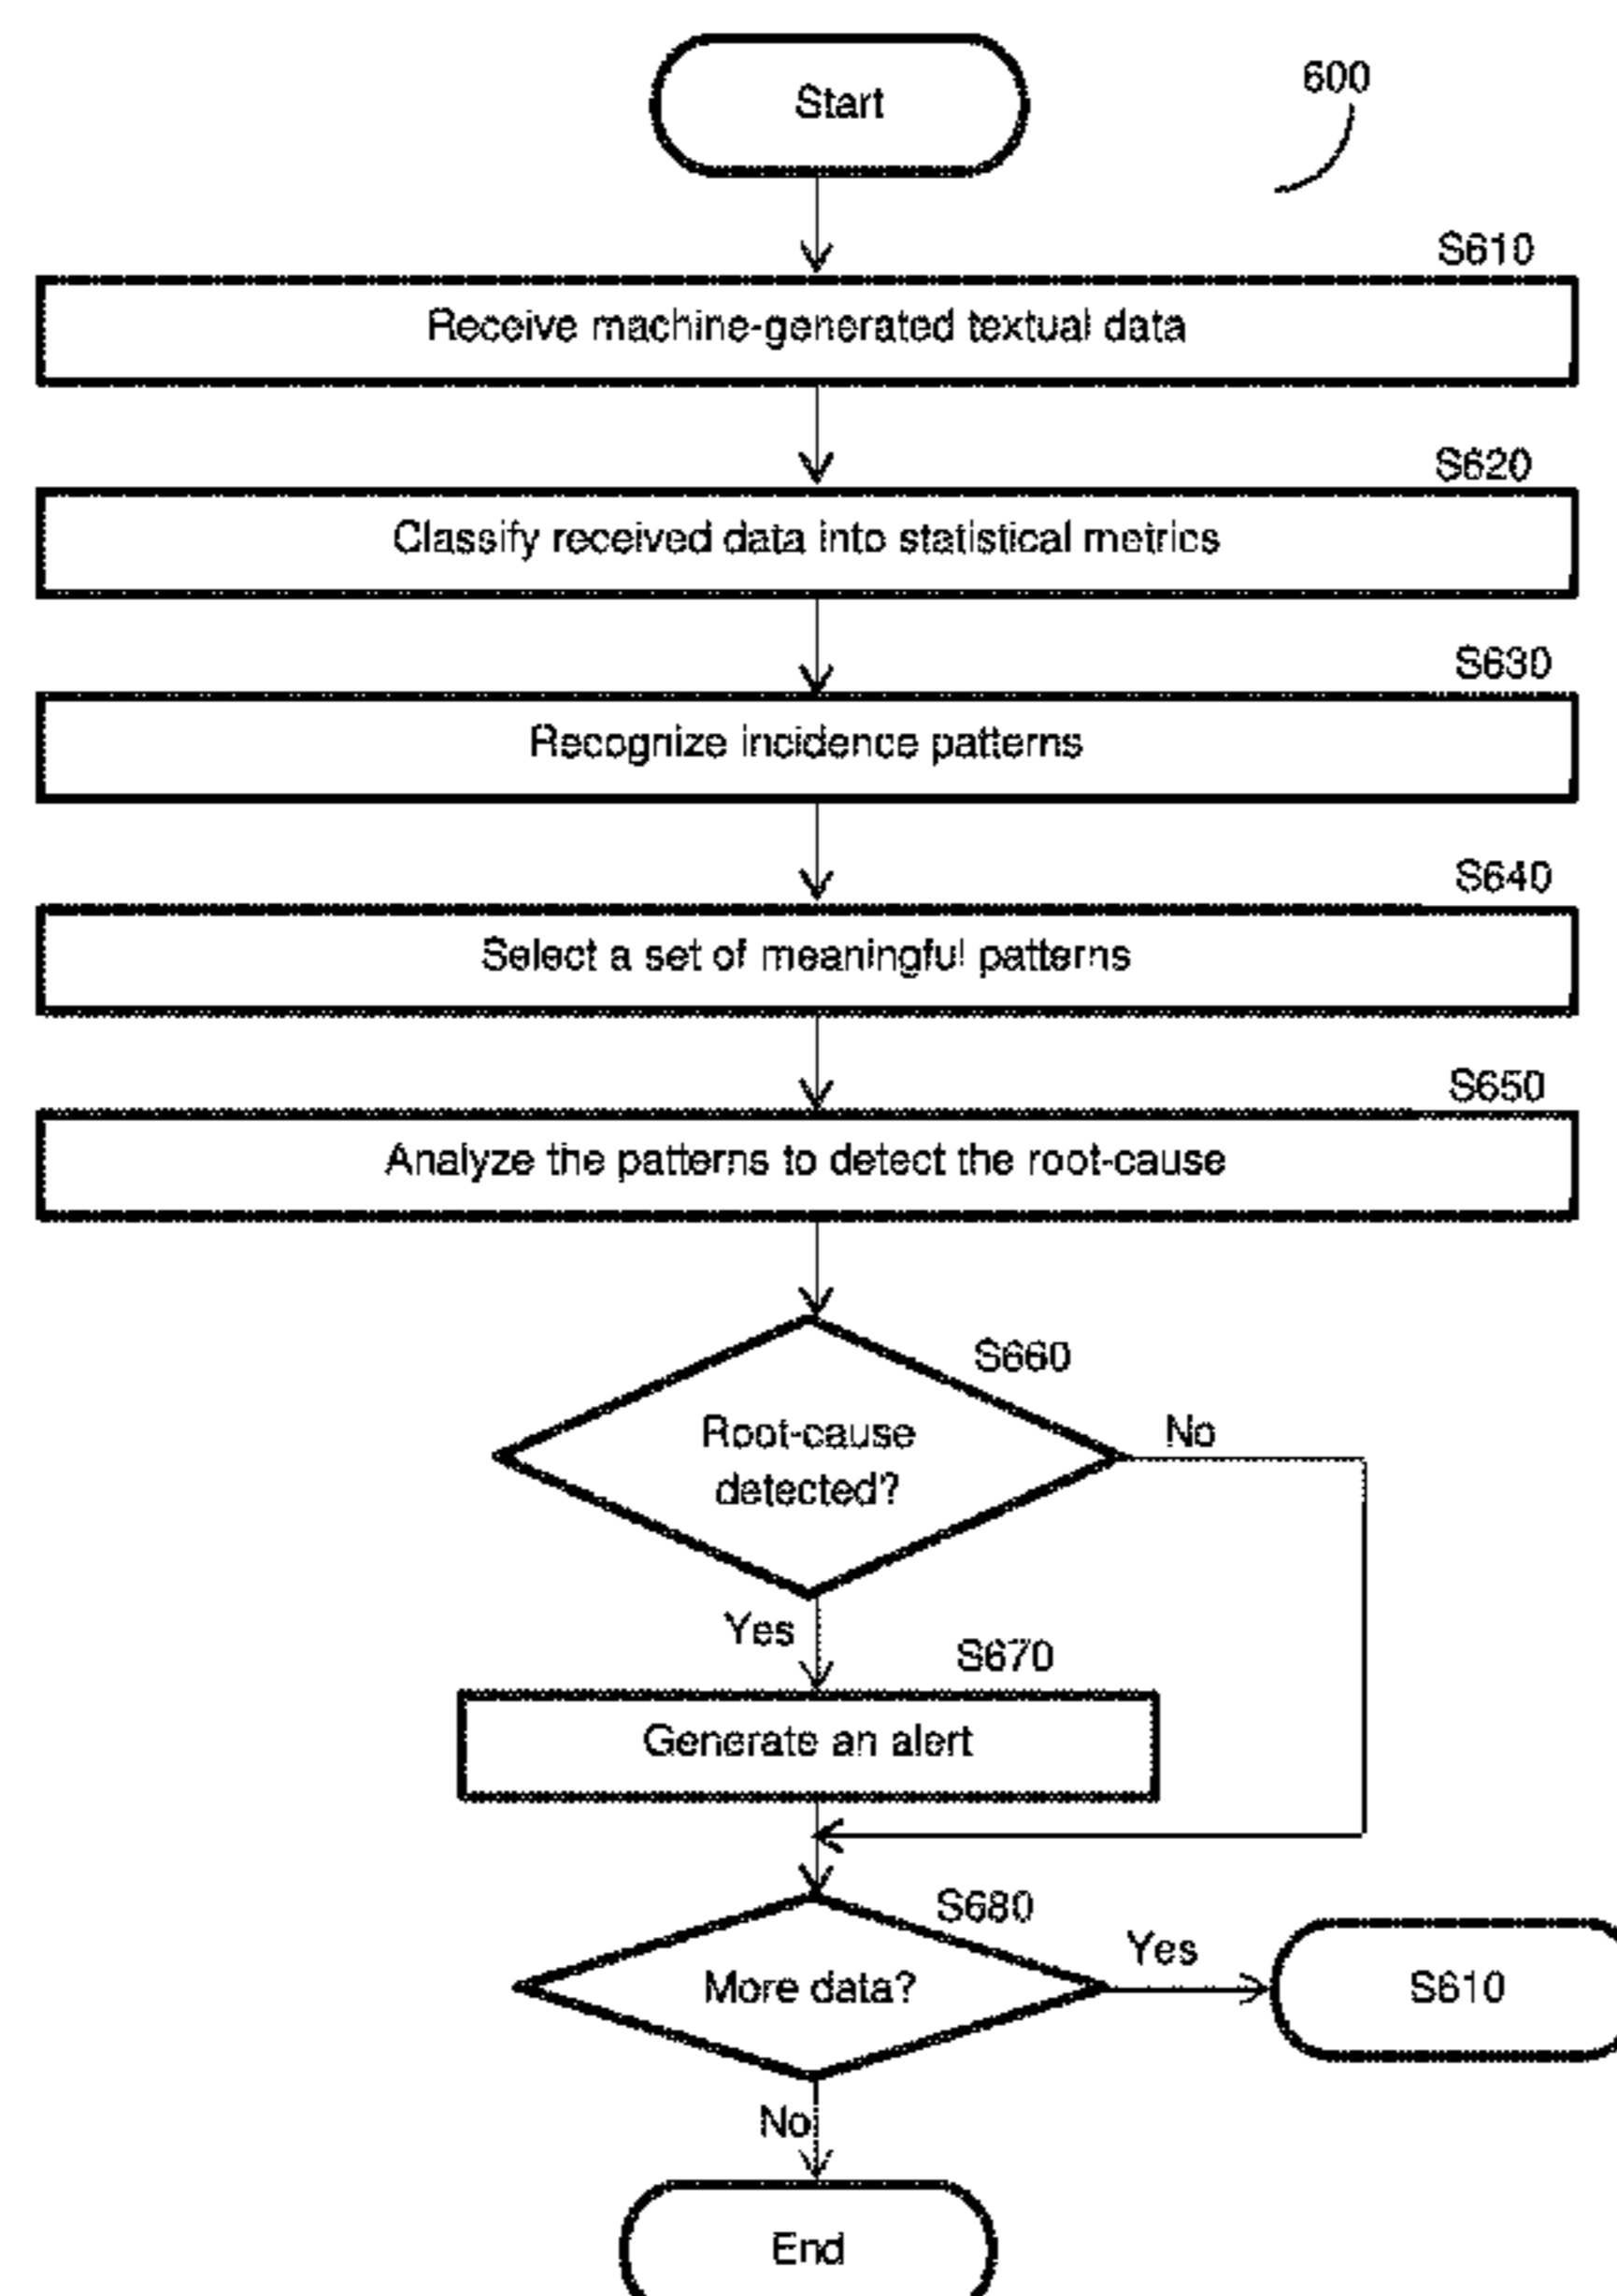 Start
600
S610
Receive machine-generated textual data
S620
Classify received data into statistical metrics
S630
Recognize incidence patterns
S640
Select a set of meaningful patterns
S650
Analyze the patterns to detect the root-cause
S660
Root-cause
detected?
No
Yes
S670
Generate an alert
S680
More data?
Yes
S610
No
End